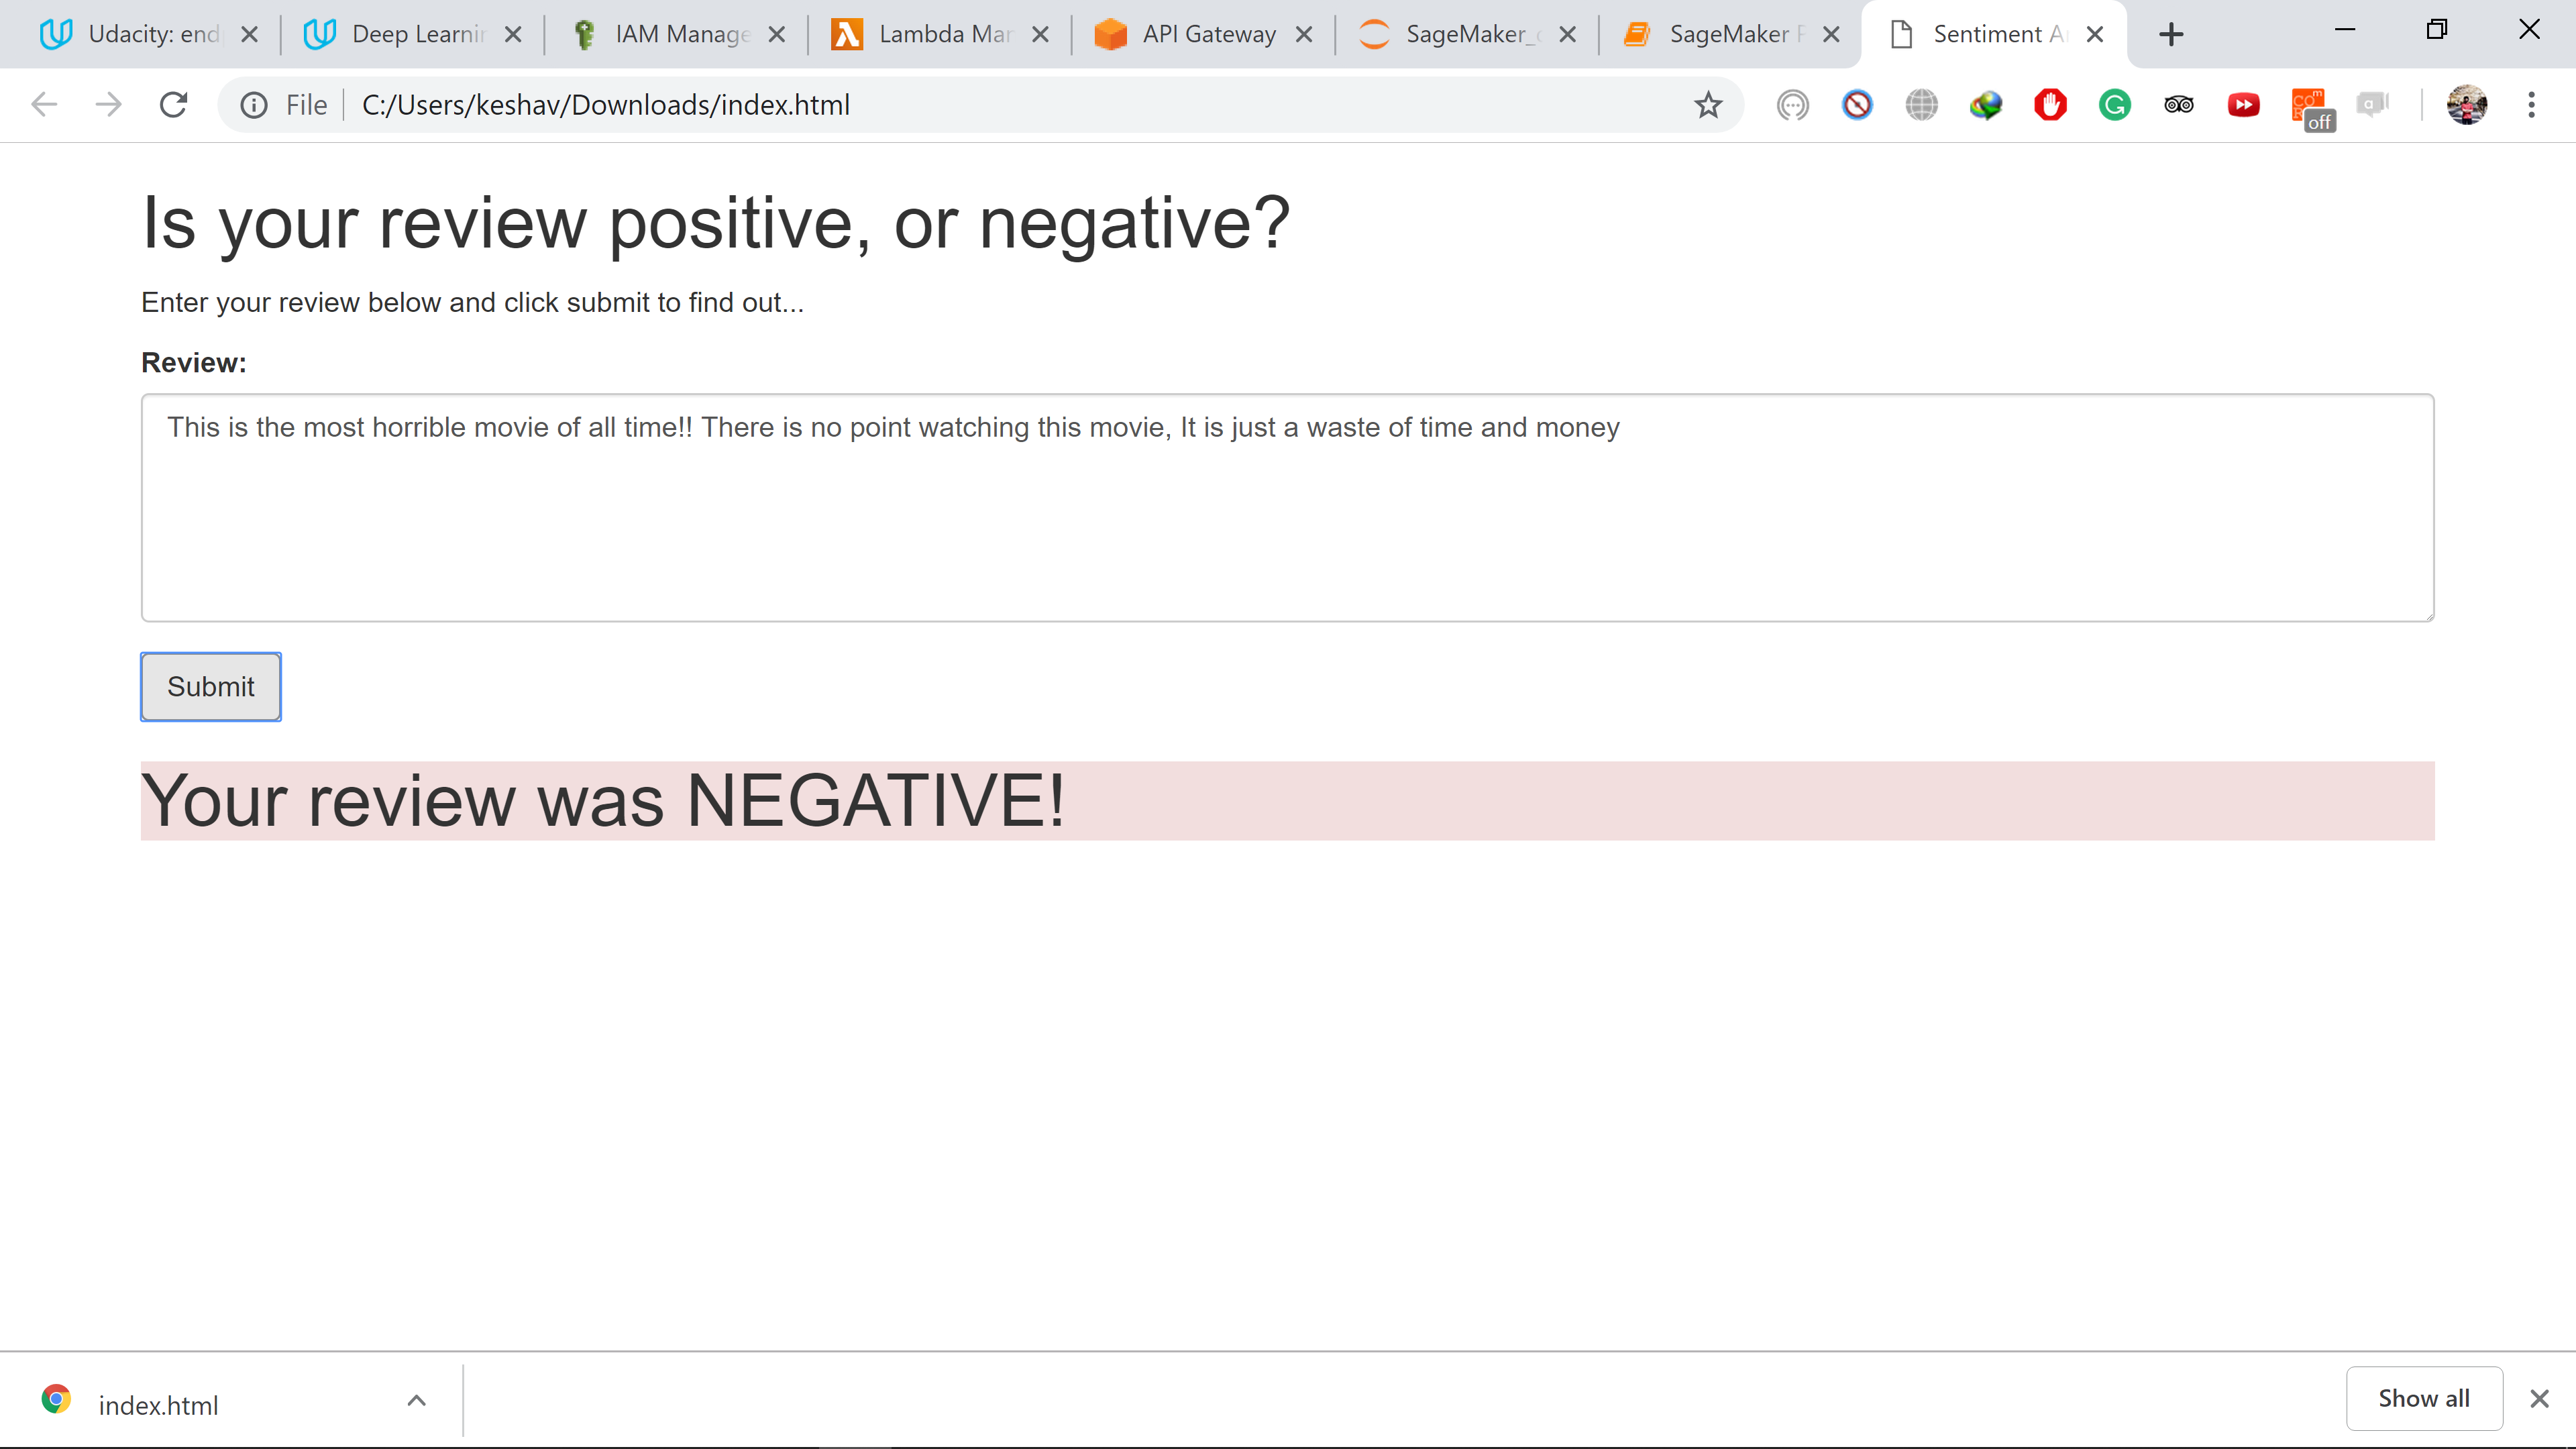 Udacity: end
Deep Learnin
IAM Manage
Lambda Mar
API Gateway
SageMaker_
SageMaker
Sentiment A
File
C:/Users/keshav/Downloads/index.html
off
Is your review positive, or negative?
Enter your review below and click submit to find out...
Review:
This is the most horrible movie of all time!! There is no point watching this movie, It is just a waste of time and money
Submit
Your review was NEGATIVE!
index.html
Show all